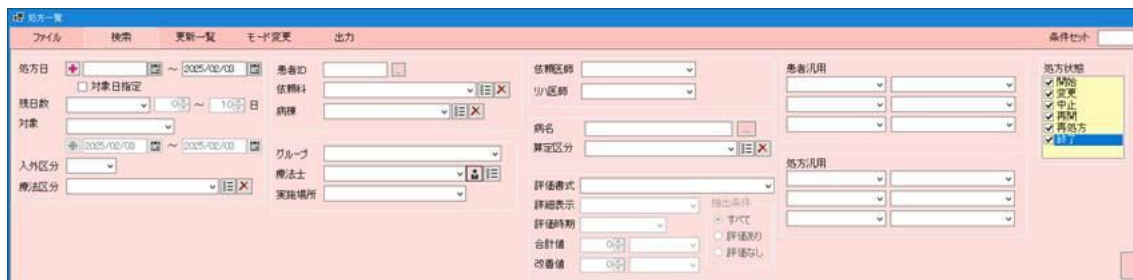 処方一覧
ファイル 検索 更新一覧 モード変更 出力 条件セット
処方日 ～ 2025/02/03
対象日指定
残日数 0 ～ 10 日
対象
2025/02/03 ～ 2025/02/03
入外区分
療法区分
患者ID
依頼科
病棟
グループ
療法士
実施場所
依頼医師
リハ医師
病名
算定区分
評価書式
詳細表示
評価時期
合計値 0
改善値 0
抽出条件
すべて
評価あり
評価なし
患者汎用
処方汎用
処方状態
開始
変更
中止
再開
再処方
終了